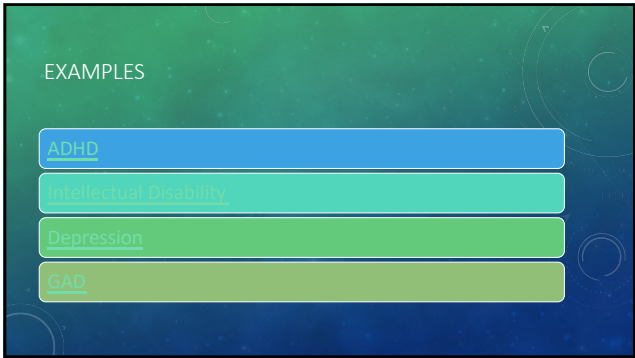 EXAMPLES
ADHD
Intellectual Disability
Depression
GAD